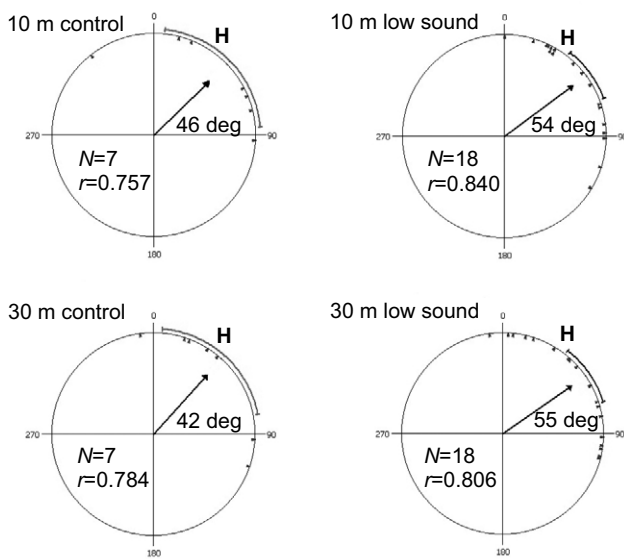 10 m control
0
H
270
90
46 deg
N=7
r=0.757
180
10 m low sound
0
H
270
90
54 deg
N=18
r=0.840
180
30 m control
0
H
270
90
42 deg
N=7
r=0.784
180
30 m low sound
0
H
270
90
55 deg
N=18
r=0.806
180